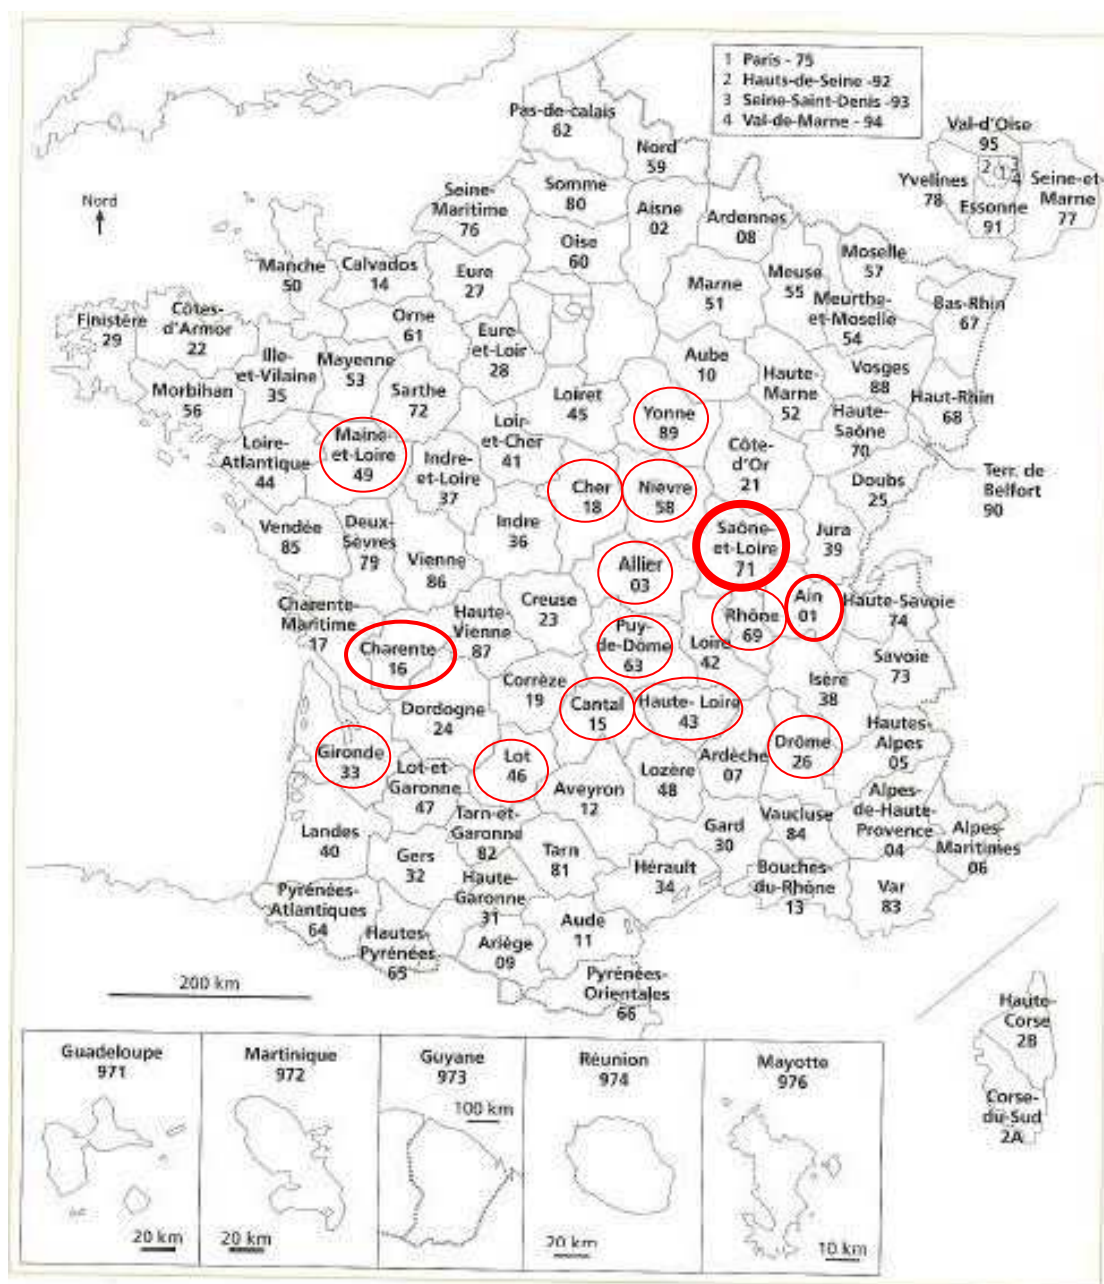 1 Paris - 75
2 Hauts-de-Seine -92
3 Seine-Saint-Denis -93
4 Val-de-Marne - 94
Pas-de-calais
62
Nord
59
Val-d'Oise
95
2
1
3
4
Yvelines
78
Essonne
91
Seine-et-
Marne
77
Nord
Seine-
Maritime
76
Somme
80
Aisne
02
Ardennes
08
Oise
60
Manche
50
Calvados
14
Eure
27
Marne
51
Meuse
55
Moselle
57
Meurthe-
et-Moselle
54
Bas-Rhin
67
Finistére
29
Côtes-
d'Armor
22
Orne
61
Eure-
et-Loir
28
Ille-
et-Vilaine
35
Mayenne
53
Sarthe
72
Aube
10
Haute-
Marne
52
Vosges
88
Haut-Rhin
68
Morbihan
56
Loiret
45
Yonne
89
Haute-
Saône
70
Loire-
Atlantique
44
Maine-
et-Loire
49
Indre-
et-Loire
37
Loir-
et-Cher
41
Cher
18
Nièvre
58
Côte-
d'Or
21
Doubs
25
Terr. de
Belfort
90
Vendée
85
Deux-
Sèvres
79
Vienne
86
Indre
36
Saône-
et-Loire
71
Jura
39
Allier
03
Charente-
Maritime
17
Haute-
Vienne
87
Creuse
23
Puy-
de-Dôme
63
Loire
42
Rhône
69
Ain
01
Haute-Savoie
74
Charente
16
Savoie
73
Corrèze
19
Isère
38
Dordogne
24
Cantal
15
Haute- Loire
43
Gironde
33
Lot-et-
Garonne
47
Lot
46
Aveyron
12
Lozère
48
Ardèche
07
Drôme
26
Hautes-
Alpes
05
Landes
40
Tarn-et-
Garonne
82
Gers
32
Tarn
81
Gard
30
Vaucluse
84
Alpes-
de-Haute-
Provence
04
Alpes-
Maritimes
06
Haute-
Garonne
31
Hérault
34
Bouches-
du-Rhône
13
Var
83
Pyrénées-
Atlantiques
64
Hautes-
Pyrénées
65
Ariège
09
Aude
11
Pyrénées-
Orientales
66
200 km
Haute-
Corse
2B
Corse-
du-Sud
2A
Guadeloupe
971
20 km
Martinique
972
20 km
Guyane
973
100 km
Réunion
974
20 km
Mayotte
976
10 km